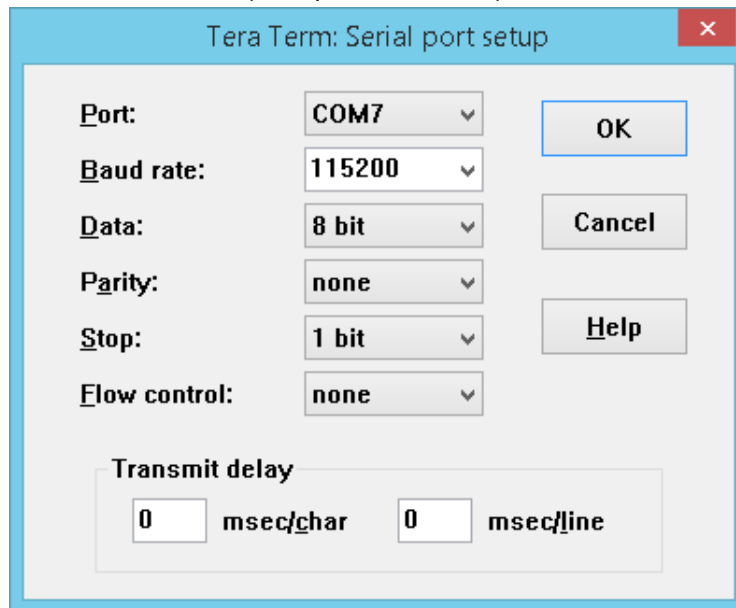 Tera Term: Serial port setup
Port: COM7 OK
Baud rate: 115200
Data: 8 bit Cancel
Parity: none
Stop: 1 bit Help
Flow control: none
Transmit delay
0 msec/char 0 msec/line